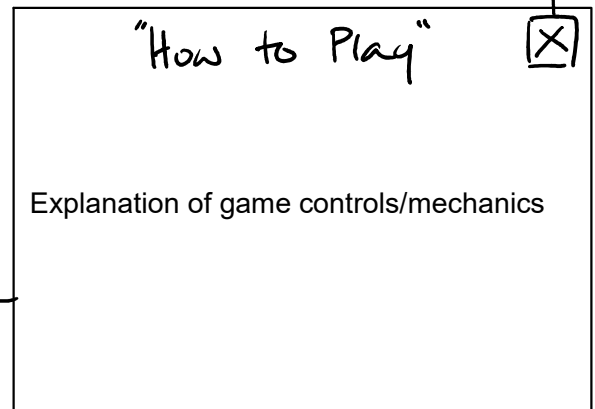 "How to Play" X
Explanation of game controls/mechanics